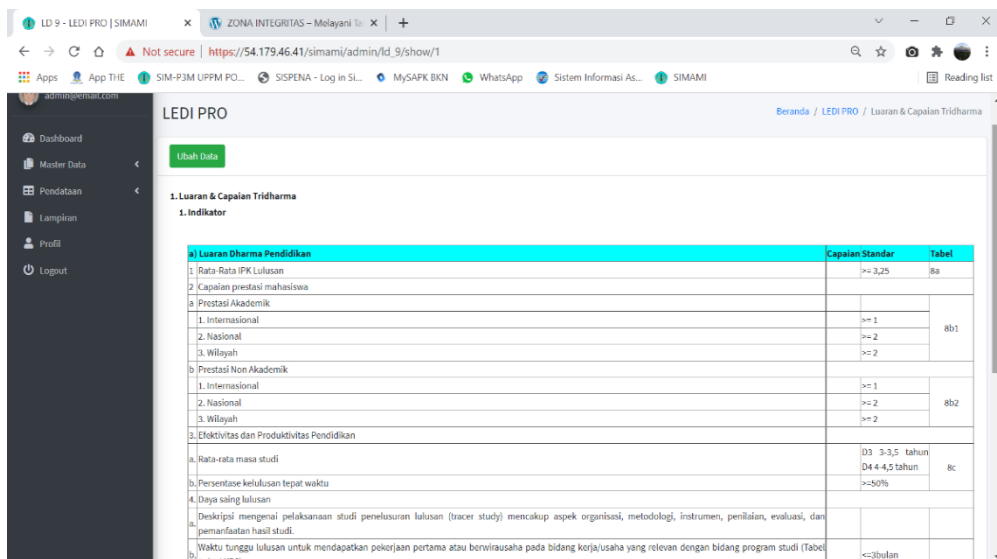 LD 9 - LEDI PRO | SIMAMI
ZONA INTEGRITAS – Melayani
Not secure | https://54.179.46.41/simami/admin/ld_9/show/1
Apps App THE SIM-P3M UPPM PO... SISPENA - Log in Si... MySAPK BKN WhatsApp Sistem Informasi As... SIMAMI Reading list
admin@email.com
Dashboard
Master Data
Pendataan
Lampiran
Profil
Logout
LEDI PRO
Beranda / LEDI PRO / Luaran & Capaian Tridharma
Ubah Data
1. Luaran & Capaian Tridharma
1. Indikator
a) Luaran Dharma Pendidikan Capaian Standar Tabel
1 Rata-Rata IPK Lulusan >= 3,25 8a
2 Capaian prestasi mahasiswa
a Prestasi Akademik
1. Internasional >= 1
2. Nasional >= 2 8b1
3. Wilayah >= 2
b Prestasi Non Akademik
1. Internasional >= 1
2. Nasional >= 2 8b2
3. Wilayah >= 2
3. Efektivitas dan Produktivitas Pendidikan
a. Rata-rata masa studi D3 3-3,5 tahun
D4 4-4,5 tahun 8c
b. Persentase kelulusan tepat waktu >=50%
4. Daya saing lulusan
a. Deskripsi mengenai pelaksanaan studi penelusuran lulusan (tracer study) mencakup aspek organisasi, metodologi, instrumen, penilaian, evaluasi, dan
pemanfaatan hasil studi.
b. Waktu tunggu lulusan untuk mendapatkan pekerjaan pertama atau berwirausaha pada bidang kerja/usaha yang relevan dengan bidang program studi (Tabel
<=3bulan